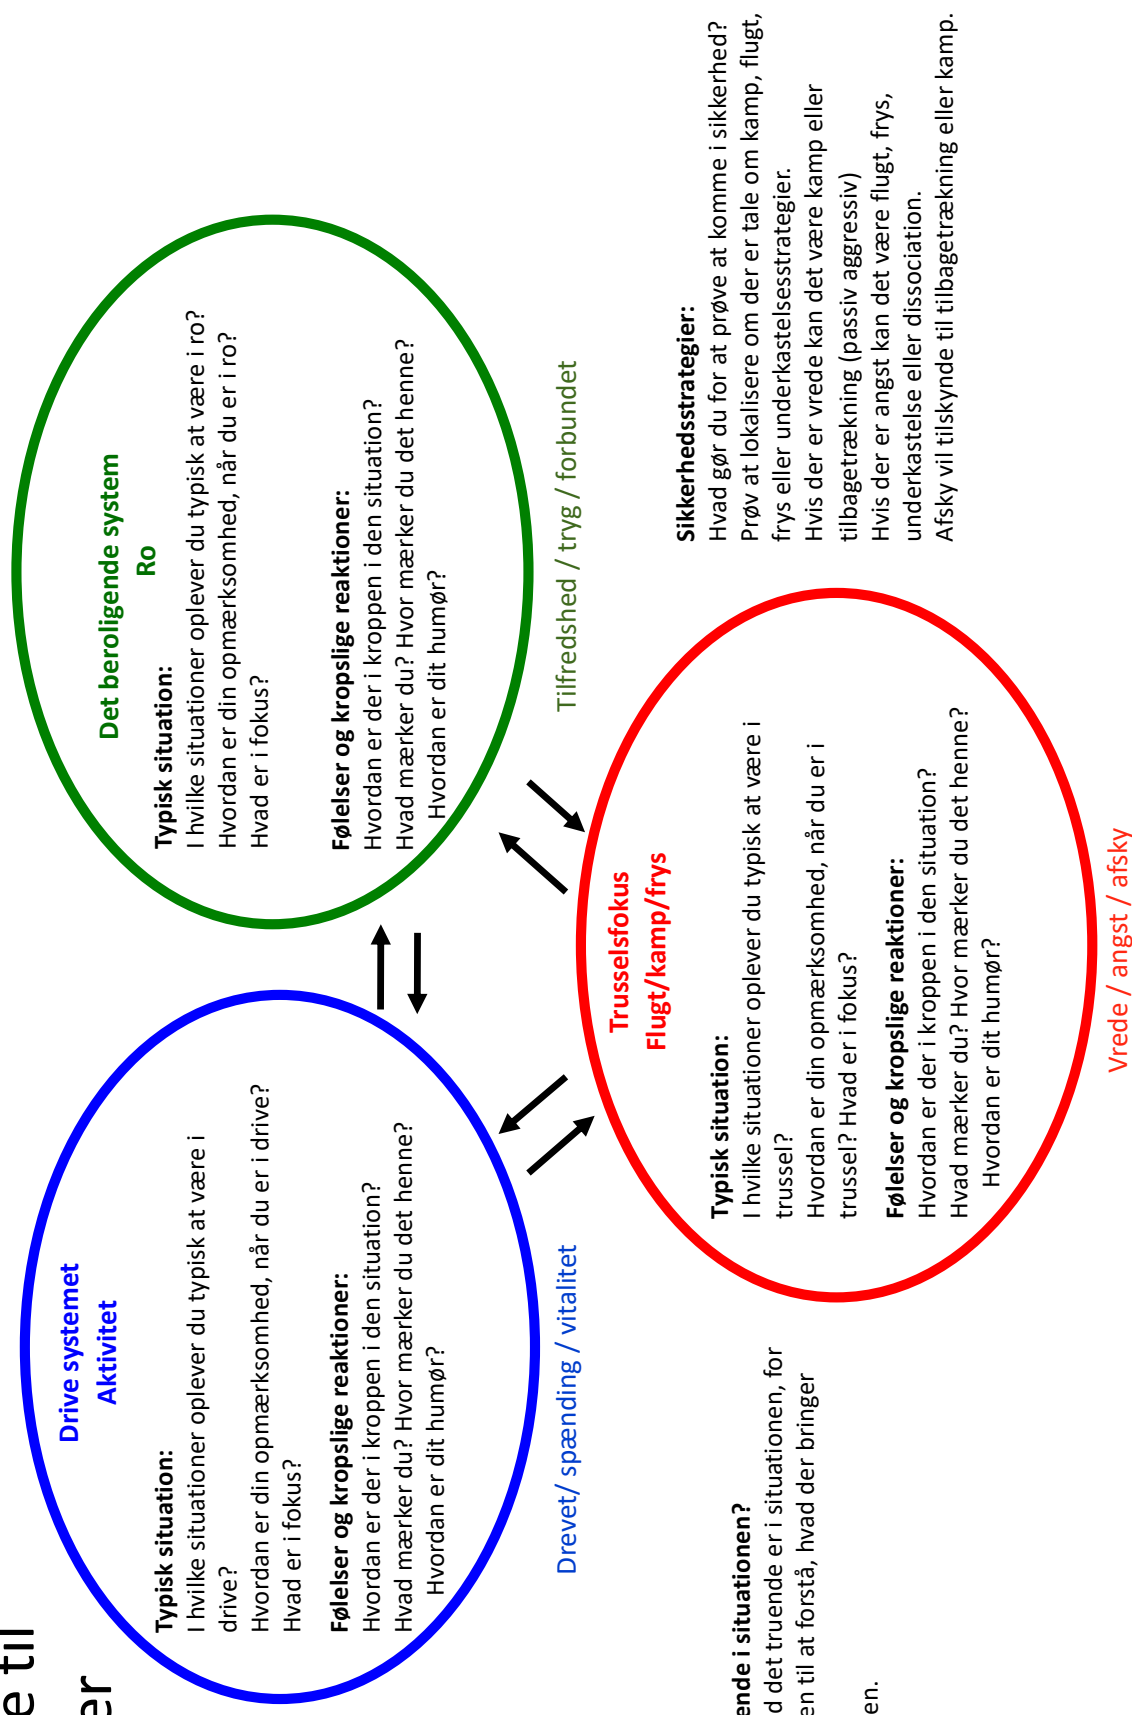 e til
er
Drive systemet
Aktivitet
Typisk situation:
I hvilke situationer oplever du typisk at være i
drive?
Hvordan er din opmærksomhed, når du er i drive?
Hvad er i fokus?
Følelser og kropslige reaktioner:
Hvordan er der i kroppen i den situation?
Hvad mærker du? Hvor mærker du det henne?
Hvordan er dit humør?
Drevet/ spænding / vitalitet
Det beroligende system
Ro
Typisk situation:
I hvilke situationer oplever du typisk at være i ro?
Hvordan er din opmærksomhed, når du er i ro?
Hvad er i fokus?
Følelser og kropslige reaktioner:
Hvordan er der i kroppen i den situation?
Hvad mærker du? Hvor mærker du det henne?
Hvordan er dit humør?
Tilfredshed / tryg / forbundet
ende i situationen?
d det truende er i situationen, for
en til at forstå, hvad der bringer
en.
Trusselsfokus
Flugt/kamp/frys
Typisk situation:
I hvilke situationer oplever du typisk at være i
trussel?
Hvordan er din opmærksomhed, når du er i
trussel? Hvad er i fokus?
Følelser og kropslige reaktioner:
Hvordan er der i kroppen i den situation?
Hvad mærker du? Hvor mærker du det henne?
Hvordan er dit humør?
Vrede / angst / afsky
Sikkerhedsstrategier:
Hvad gør du for at prøve at komme i sikkerhed?
Prøv at lokalisere om der er tale om kamp, flugt,
frys eller underkastelsesstrategier.
Hvis der er vrede kan det være kamp eller
tilbagetrækning (passiv aggressiv)
Hvis der er angst kan det være flugt, frys,
underkastelse eller dissociation.
Afsky vil tilskynde til tilbagetrækning eller kamp.